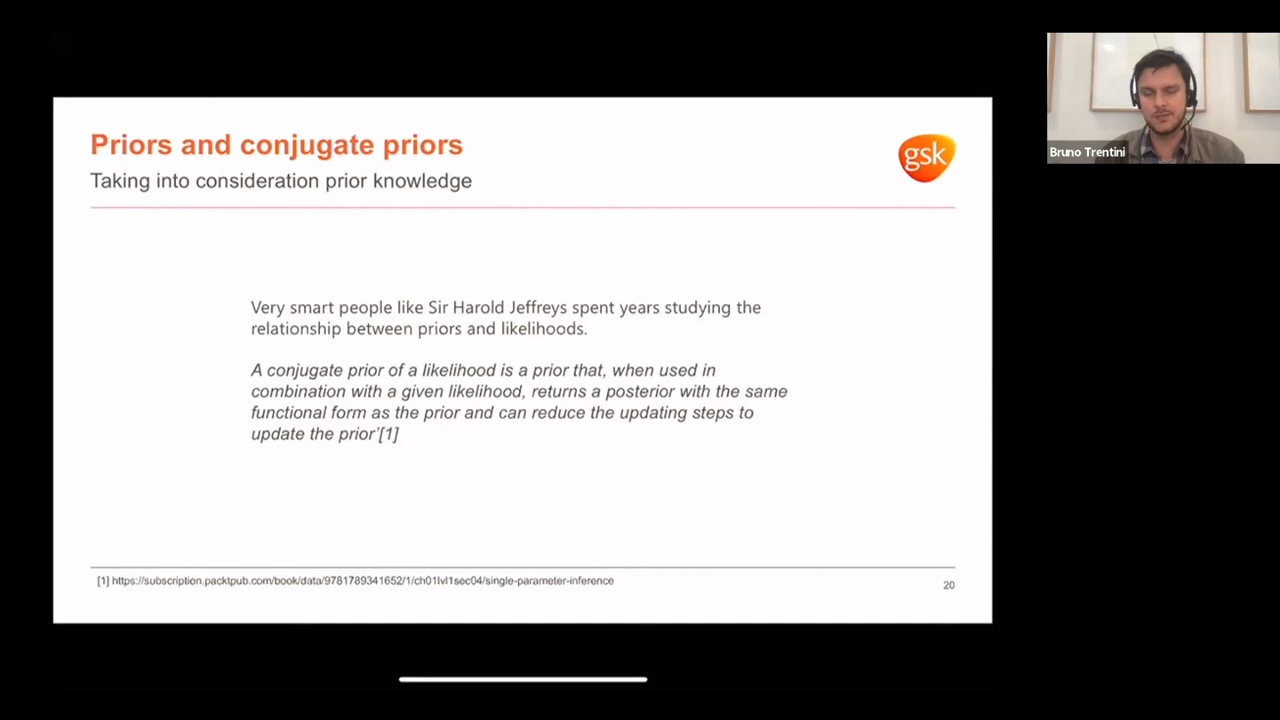 Priors and conjugate priors
Taking into consideration prior knowledge
gsk
Very smart people like Sir Harold Jeffreys spent years studying the
relationship between priors and likelihoods.
A conjugate prior of a likelihood is a prior that, when used in
combination with a given likelihood, returns a posterior with the same
functional form as the prior and can reduce the updating steps to
update the prior'[1]
[1] https://subscription.packtpub.com/book/data/9781789341652/1/ch01lvl1sec04/single-parameter-inference
20
Bruno Trentini